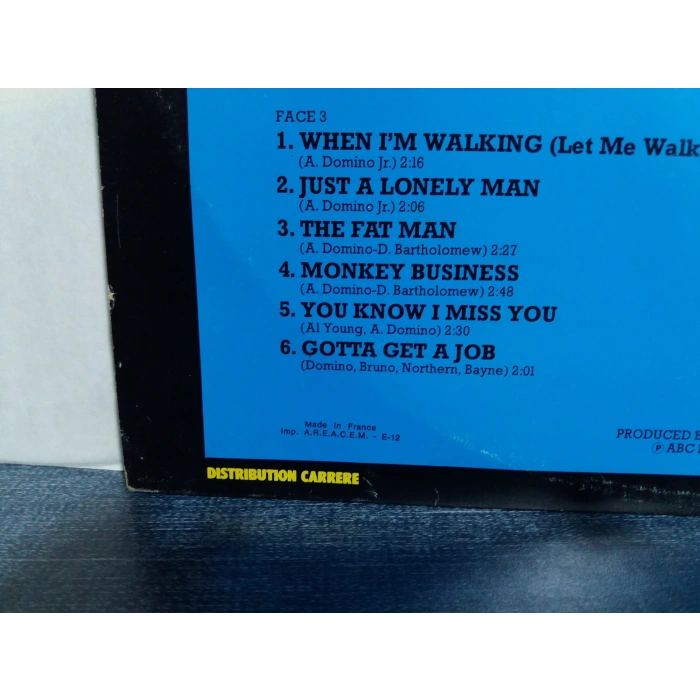 FACE 3
1. WHEN I'M WALKING (Let Me Walk
(A. Domino Jr.) 2:16
2. JUST A LONELY MAN
(A. Domino Jr.) 2:06
3. THE FAT MAN
(A. Domino-D. Bartholomew) 2:27
4. MONKEY BUSINESS
(A. Domino-D. Bartholomew) 2:48
5. YOU KNOW I MISS YOU
(Al Young, A. Domino) 2:30
6. GOTTA GET A JOB
(Domino, Bruno, Northern, Bayne) 2:01
Made in France
Imp. A.R.E.A.C.E.M. - E-12
PRODUCED
℗ ABC
DISTRIBUTION CARRERE